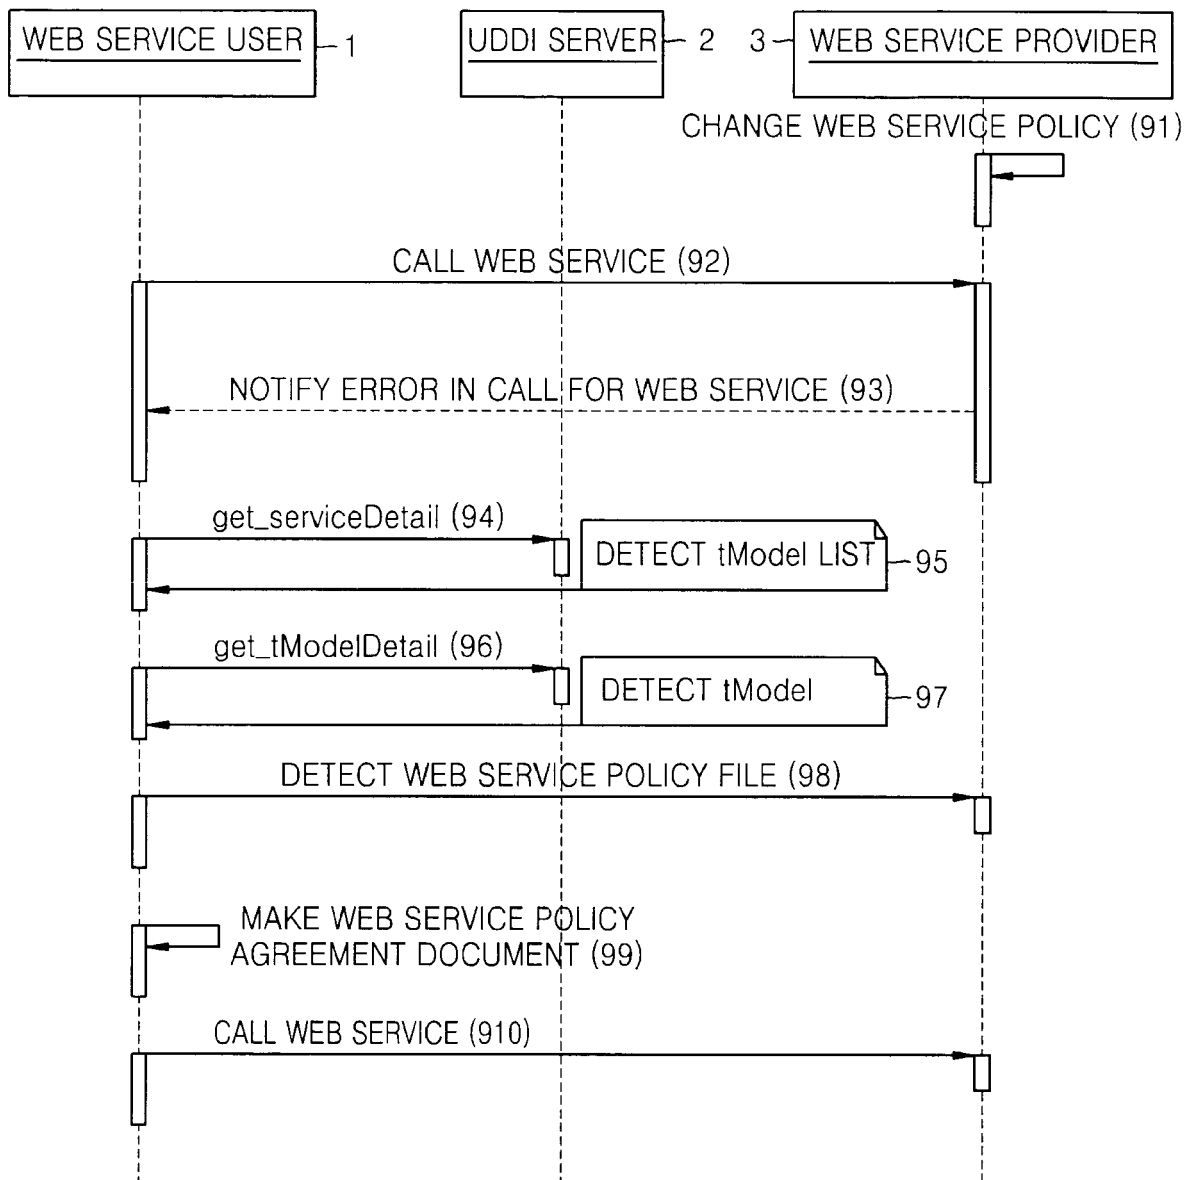 WEB SERVICE USER 1
UDDI SERVER 2
3 WEB SERVICE PROVIDER
CHANGE WEB SERVICE POLICY (91)
CALL WEB SERVICE (92)
NOTIFY ERROR IN CALL FOR WEB SERVICE (93)
get_serviceDetail (94)
DETECT tModel LIST 95
get_tModelDetail (96)
DETECT tModel 97
DETECT WEB SERVICE POLICY FILE (98)
MAKE WEB SERVICE POLICY
AGREEMENT DOCUMENT (99)
CALL WEB SERVICE (910)